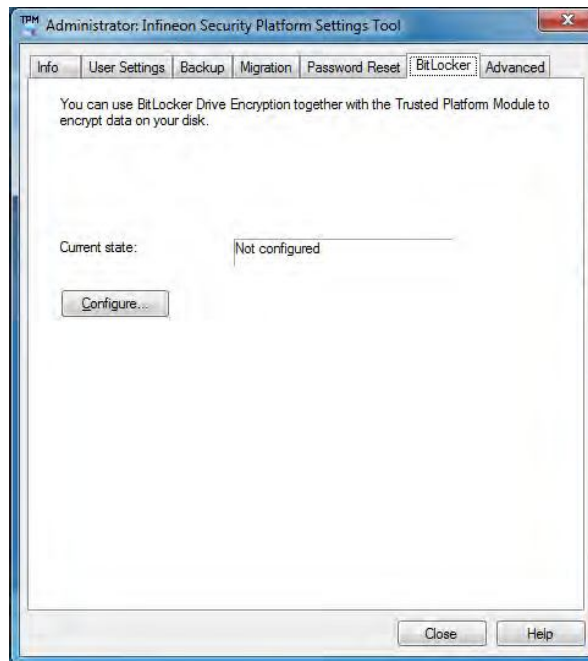 TPM Administrator: Infineon Security Platform Settings Tool
Info User Settings Backup Migration Password Reset BitLocker Advanced
You can use BitLocker Drive Encryption together with the Trusted Platform Module to
encrypt data on your disk.
Current state: Not configured
Configure...
Close Help